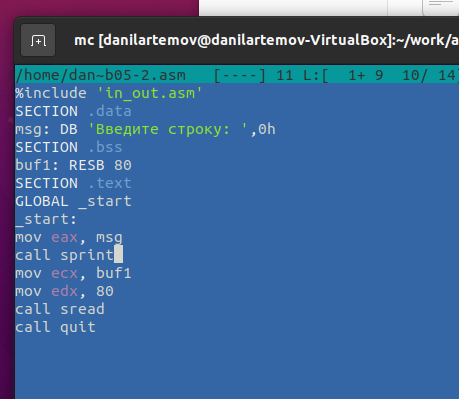 mc [danilartemov@danilartemov-VirtualBox]:~/work/a
/home/dan~b05-2.asm   [----] 11 L:[  1+ 9  10/ 14]
%include 'in_out.asm'
SECTION .data
msg: DB 'Введите строку: ',0h
SECTION .bss
buf1: RESB 80
SECTION .text
GLOBAL _start
_start:
mov eax, msg
call sprint
mov ecx, buf1
mov edx, 80
call sread
call quit